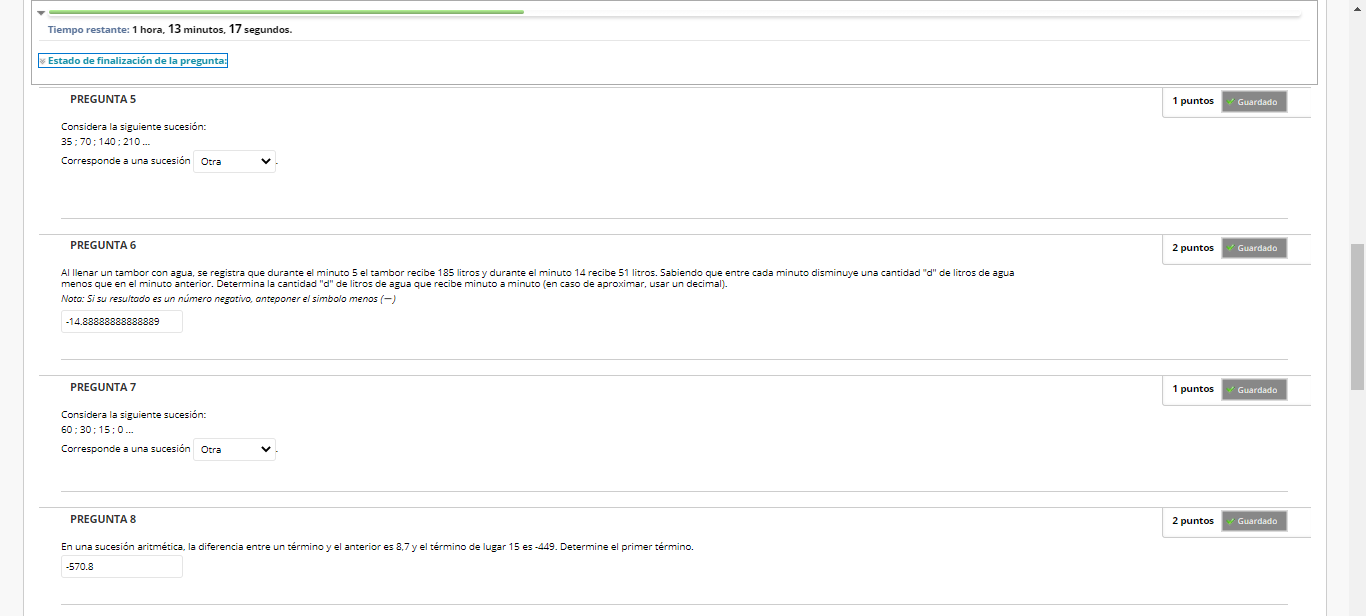 Tiempo restante: 1 hora, 13 minutos, 17 segundos.
Estado de finalización de la pregunta:
PREGUNTA 5
1 puntos
Guardado
Considera la siguiente sucesión:
35 ; 70 ; 140 ; 210 ...
Corresponde a una sucesión Otra .
PREGUNTA 6
2 puntos
Guardado
Al llenar un tambor con agua, se registra que durante el minuto 5 el tambor recibe 185 litros y durante el minuto 14 recibe 51 litros. Sabiendo que entre cada minuto disminuye una cantidad "d" de litros de agua
menos que en el minuto anterior. Determina la cantidad "d" de litros de agua que recibe minuto a minuto (en caso de aproximar, usar un decimal).
Nota: Si su resultado es un número negativo, anteponer el simbolo menos (—)
-14.88888888888889
PREGUNTA 7
1 puntos
Guardado
Considera la siguiente sucesión:
60 ; 30 ; 15 ; 0 ...
Corresponde a una sucesión Otra .
PREGUNTA 8
2 puntos
Guardado
En una sucesión aritmética, la diferencia entre un término y el anterior es 8,7 y el término de lugar 15 es -449. Determine el primer término.
-570.8